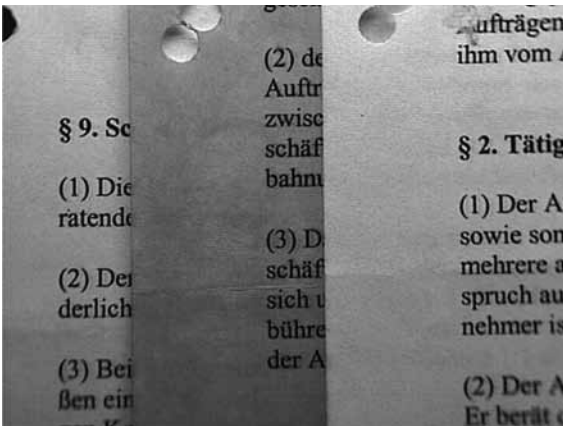 § 9. Sc
(1) Die
ratende
(2) Der
derlich
(3) Bei
ßen ein
(2) de
Auftr
zwisc
schäf
bahnu
(3) D
schäf
sich u
bühre
der A
ufträgen
ihm vom A
§ 2. Tätig
(1) Der A
sowie son
mehrere a
spruch au
nehmer is
(2) Der A
Er berät